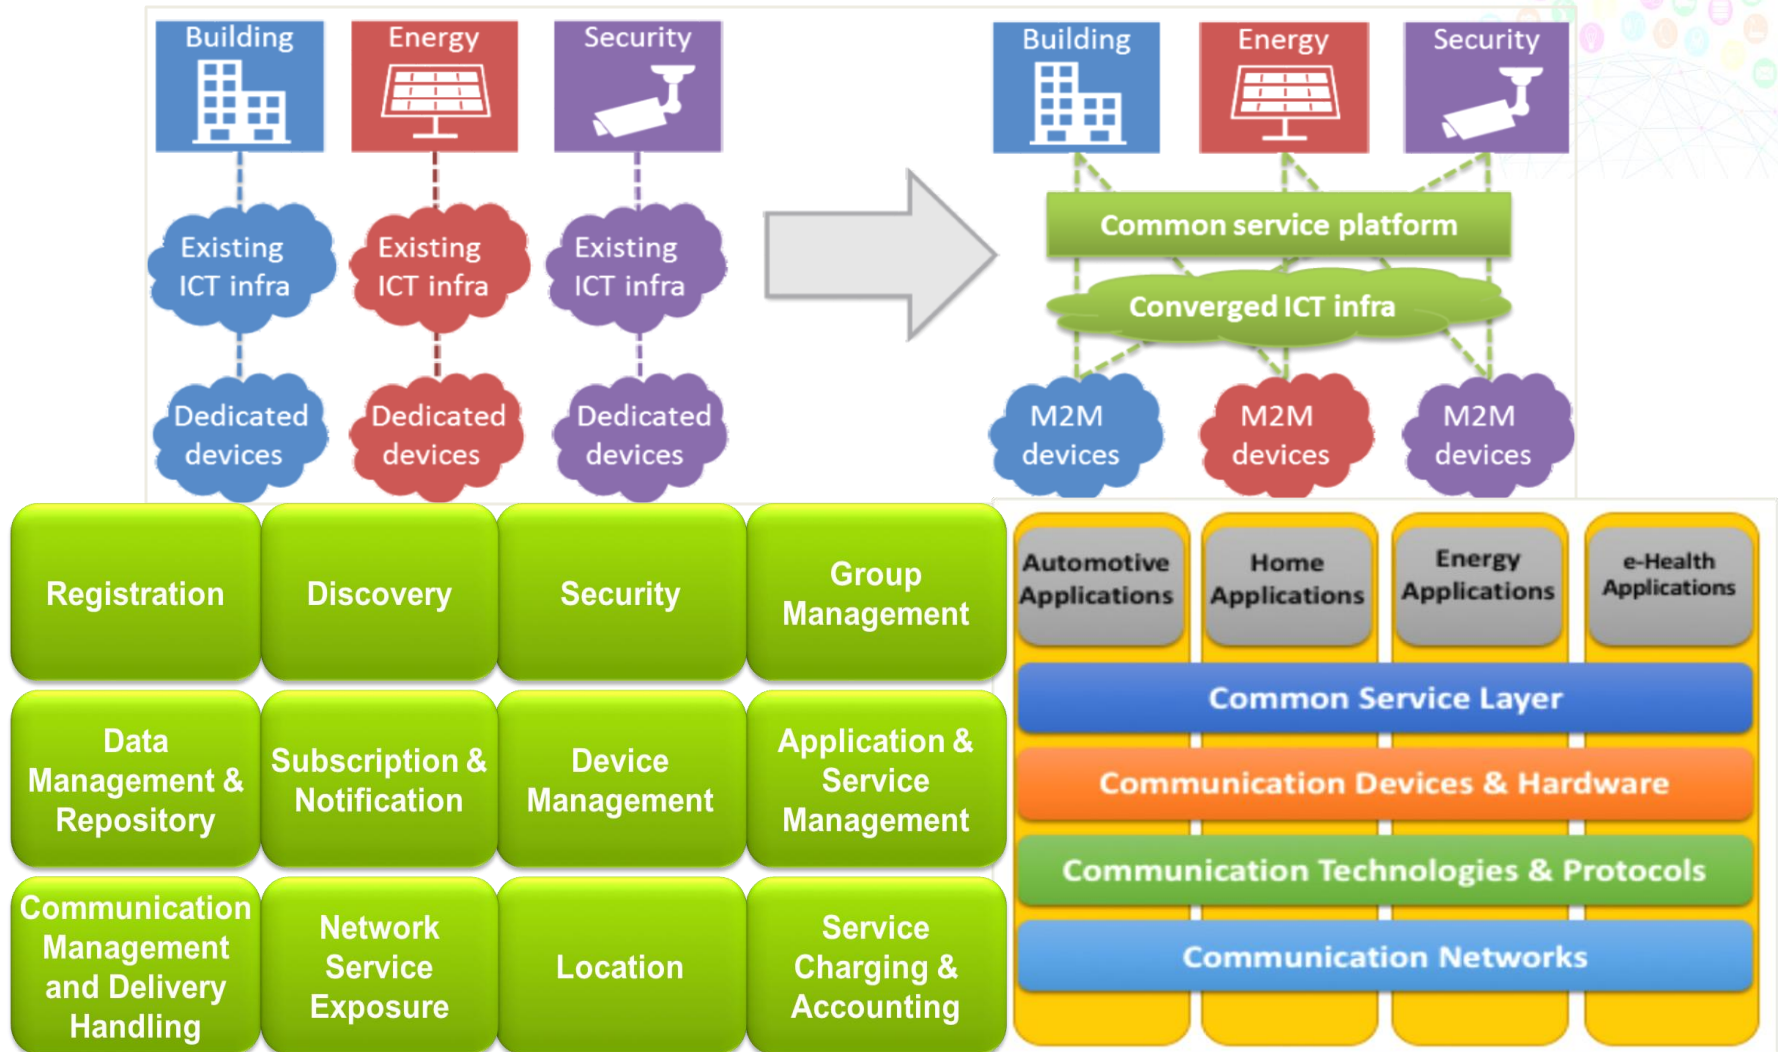 Building
Energy
Security
Existing
ICT infra
Existing
ICT infra
Existing
ICT infra
Dedicated
devices
Dedicated
devices
Dedicated
devices
Building
Energy
Security
Common service platform
Converged ICT infra
M2M
devices
M2M
devices
M2M
devices
Registration
Discovery
Security
Group
Management
Data
Management &
Repository
Subscription &
Notification
Device
Management
Application &
Service
Management
Communication
Management
and Delivery
Handling
Network
Service
Exposure
Location
Service
Charging &
Accounting
Automotive
Applications
Home
Applications
Energy
Applications
e-Health
Applications
Common Service Layer
Communication Devices & Hardware
Communication Technologies & Protocols
Communication Networks